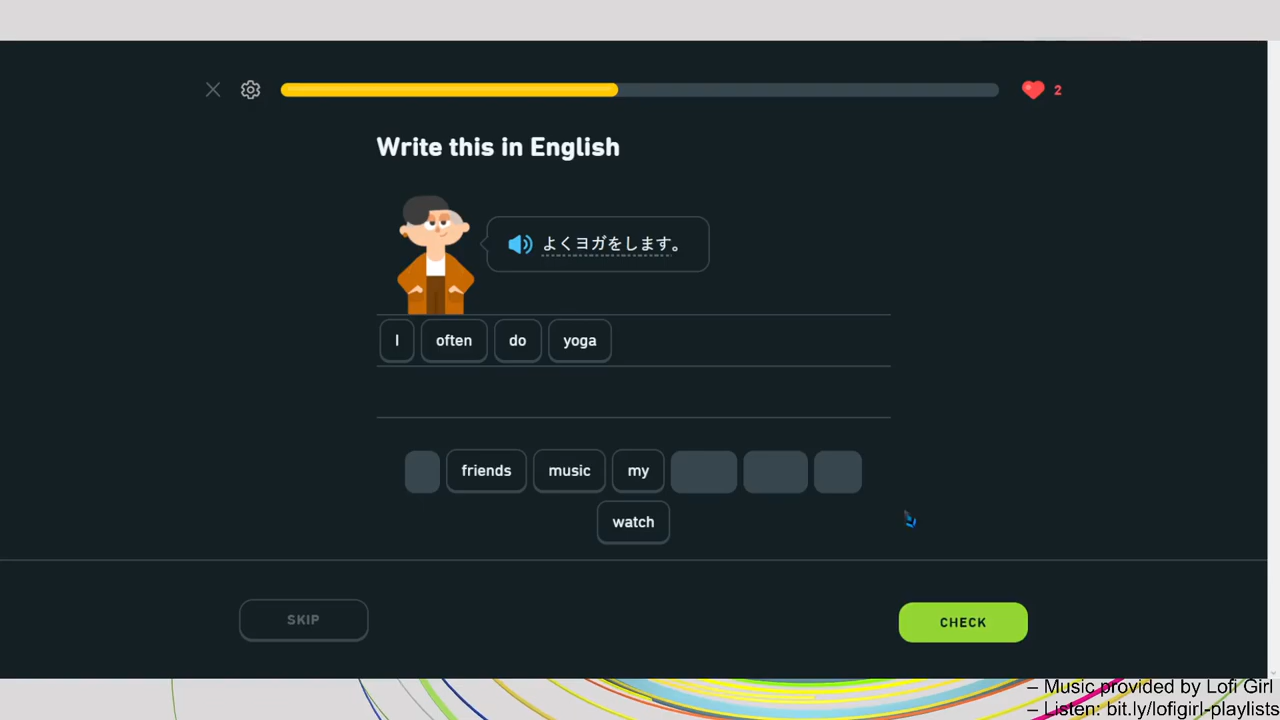 2
Write this in English
よくヨガをします。
I often do yoga
friends music my
watch
SKIP CHECK
– Music provided by Lofi Girl
– Listen: bit.ly/lofigirl-playlists